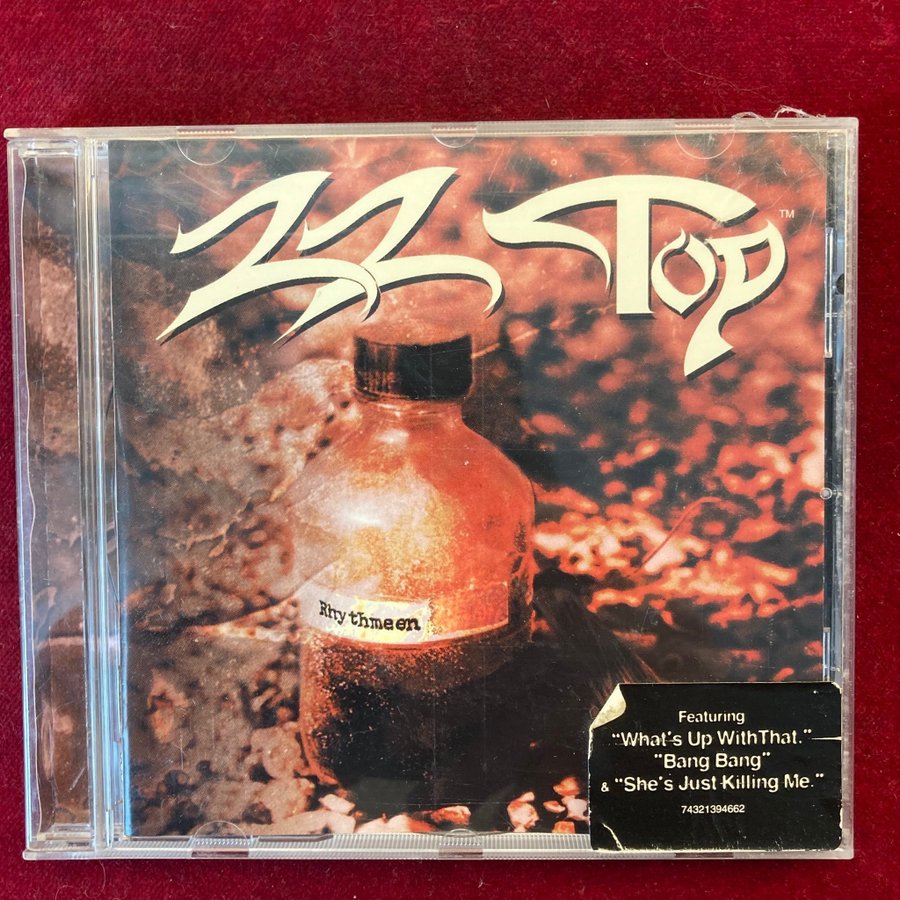 ZZ Top™
Rhythmeen
Featuring
"What's Up WithThat."
"Bang Bang"
& "She's Just Killing Me."
74321394662